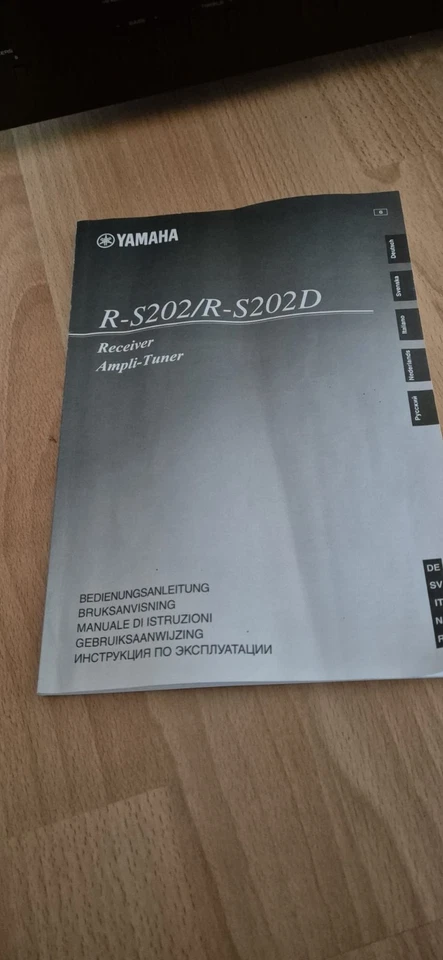 YAMAHA
R-S202/R-S202D
Receiver
Ampli-Tuner
Deutsch
Svenska
Italiano
Nederlands
Русский
BEDIENUNGSANLEITUNG
BRUKSANVISNING
MANUALE DI ISTRUZIONI
GEBRUIKSAANWIJZING
ИНСТРУКЦИЯ ПО ЭКСПЛУАТАЦИИ
DE
SV
IT